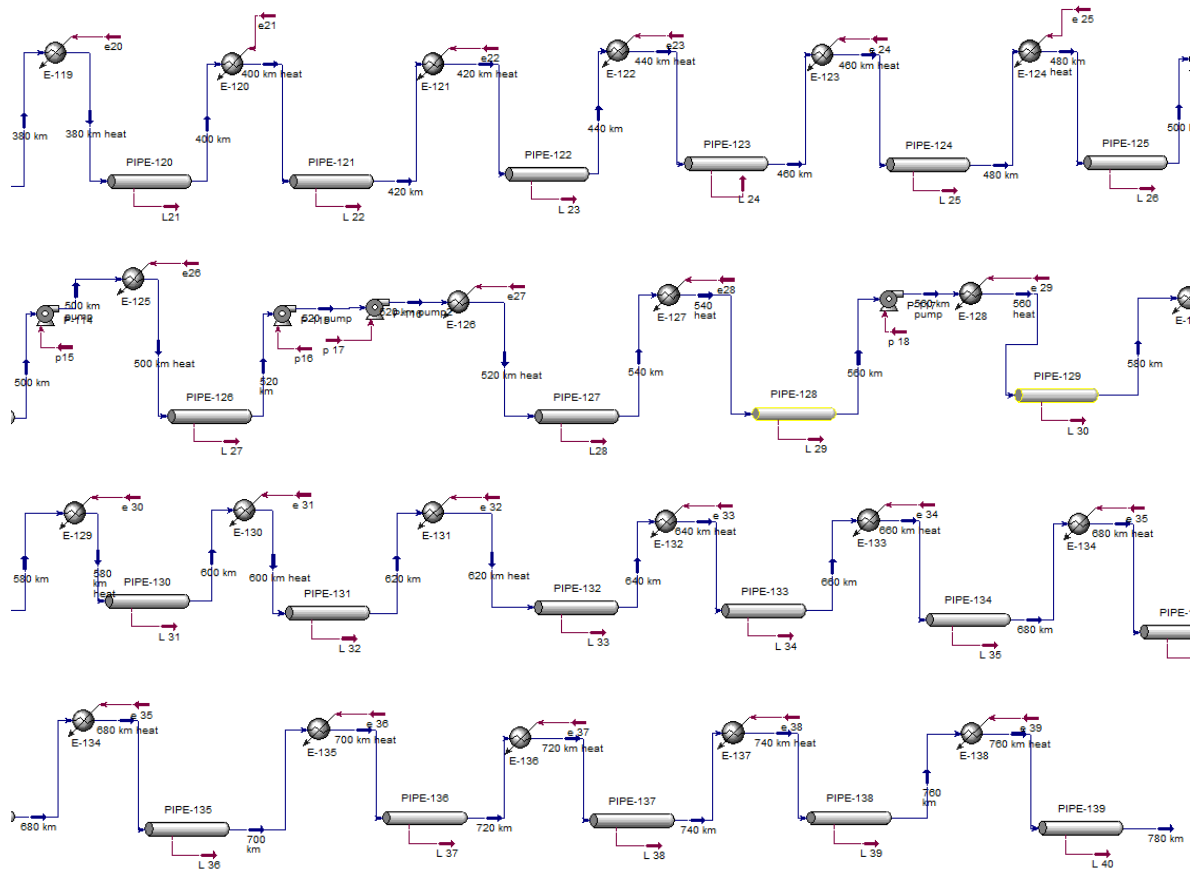 e20
E-119
380 km
380 km heat
PIPE-120
L21
400 km
e21
400 km heat
E-120
PIPE-121
L 22
420 km
e22
420 km heat
E-121
PIPE-122
L 23
440 km
e23
440 km heat
E-122
PIPE-123
L 24
460 km
e 24
460 km heat
E-123
PIPE-124
L 25
480 km
e 25
480 km
heat
E-124
PIPE-125
L 26
500 km
500 km
500 km
pump
P-114
p15
e26
E-125
500 km heat
PIPE-126
L 27
520
km
p16
520 pump
p 17
e27
E-126
520 km heat
PIPE-127
L28
540 km
e28
540
heat
E-127
PIPE-128
L 29
560 km
560 km
pump
p 18
e 29
560
heat
E-128
PIPE-129
L 30
580 km
580 km
e 30
E-129
580
km
heat
PIPE-130
L 31
600 km
e 31
E-130
600 km heat
PIPE-131
L 32
620 km
e 32
E-131
620 km heat
PIPE-132
L 33
640 km
e 33
640 km heat
E-132
PIPE-133
L 34
660 km
e 34
660 km heat
E-133
PIPE-134
L 35
680 km
e 35
680 km heat
E-134
680 km
e 35
680 km heat
E-134
PIPE-135
L 36
700
km
e 36
700 km heat
E-135
PIPE-136
L 37
720 km
e 37
720 km heat
E-136
PIPE-137
L 38
740 km
e 38
740 km heat
E-137
PIPE-138
L 39
760
km
e 39
760 km heat
E-138
PIPE-139
L 40
780 km